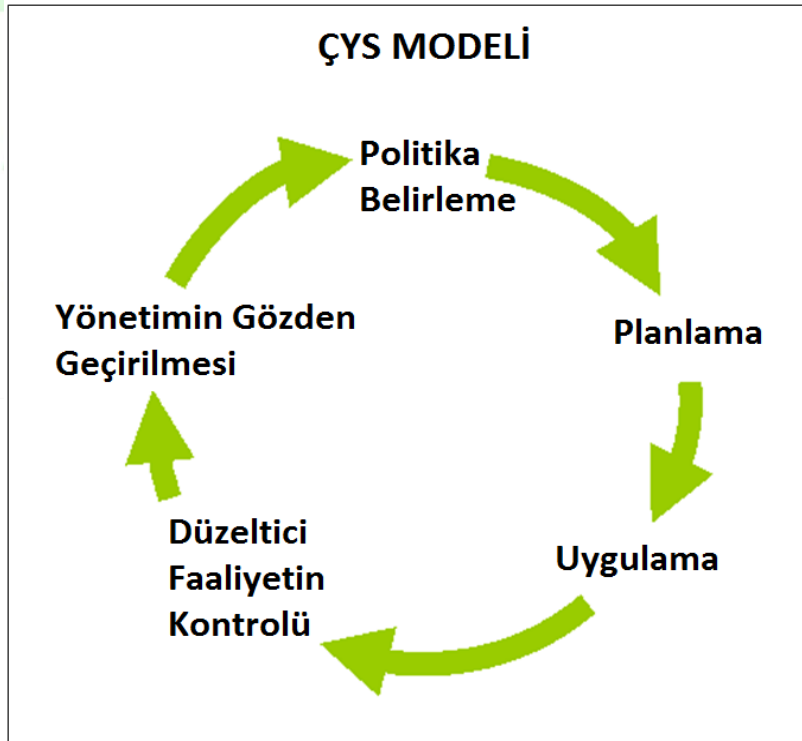 ÇYS MODELİ
Politika
Belirleme
Planlama
Uygulama
Düzeltici
Faaliyetin
Kontrolü
Yönetimin Gözden
Geçirilmesi